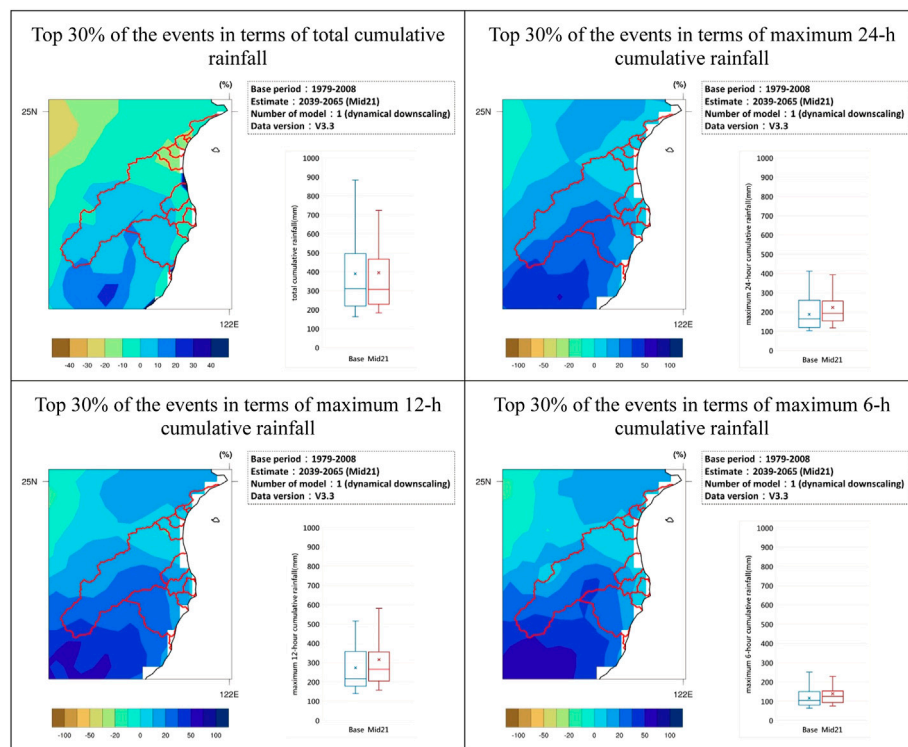 Top 30% of the events in terms of total cumulative
rainfall
(%)
Base period：1979-2008
Estimate：2039-2065 (Mid21)
Number of model：1 (dynamical downscaling)
Data version：V3.3
25N
122E
-40 -30 -20 -10 0 10 20 30 40
total cumulative rainfall(mm)
1000
900
800
700
600
500
400
300
200
100
0
Base Mid21
Top 30% of the events in terms of maximum 24-h
cumulative rainfall
(%)
Base period：1979-2008
Estimate：2039-2065 (Mid21)
Number of model：1 (dynamical downscaling)
Data version：V3.3
25N
122E
-100 -50 -20 0 20 50 100
maximum 24-hour cumulative rainfall(mm)
1000
900
800
700
600
500
400
300
200
100
0
Base Mid21
Top 30% of the events in terms of maximum 12-h
cumulative rainfall
(%)
Base period：1979-2008
Estimate：2039-2065 (Mid21)
Number of model：1 (dynamical downscaling)
Data version：V3.3
25N
122E
-100 -50 -20 0 20 50 100
maximum 12-hour cumulative rainfall(mm)
1000
900
800
700
600
500
400
300
200
100
0
Base Mid21
Top 30% of the events in terms of maximum 6-h
cumulative rainfall
(%)
Base period：1979-2008
Estimate：2039-2065 (Mid21)
Number of model：1 (dynamical downscaling)
Data version：V3.3
25N
122E
-100 -50 -20 0 20 50 100
maximum 6-hour cumulative rainfall(mm)
1000
900
800
700
600
500
400
300
200
100
0
Base Mid21